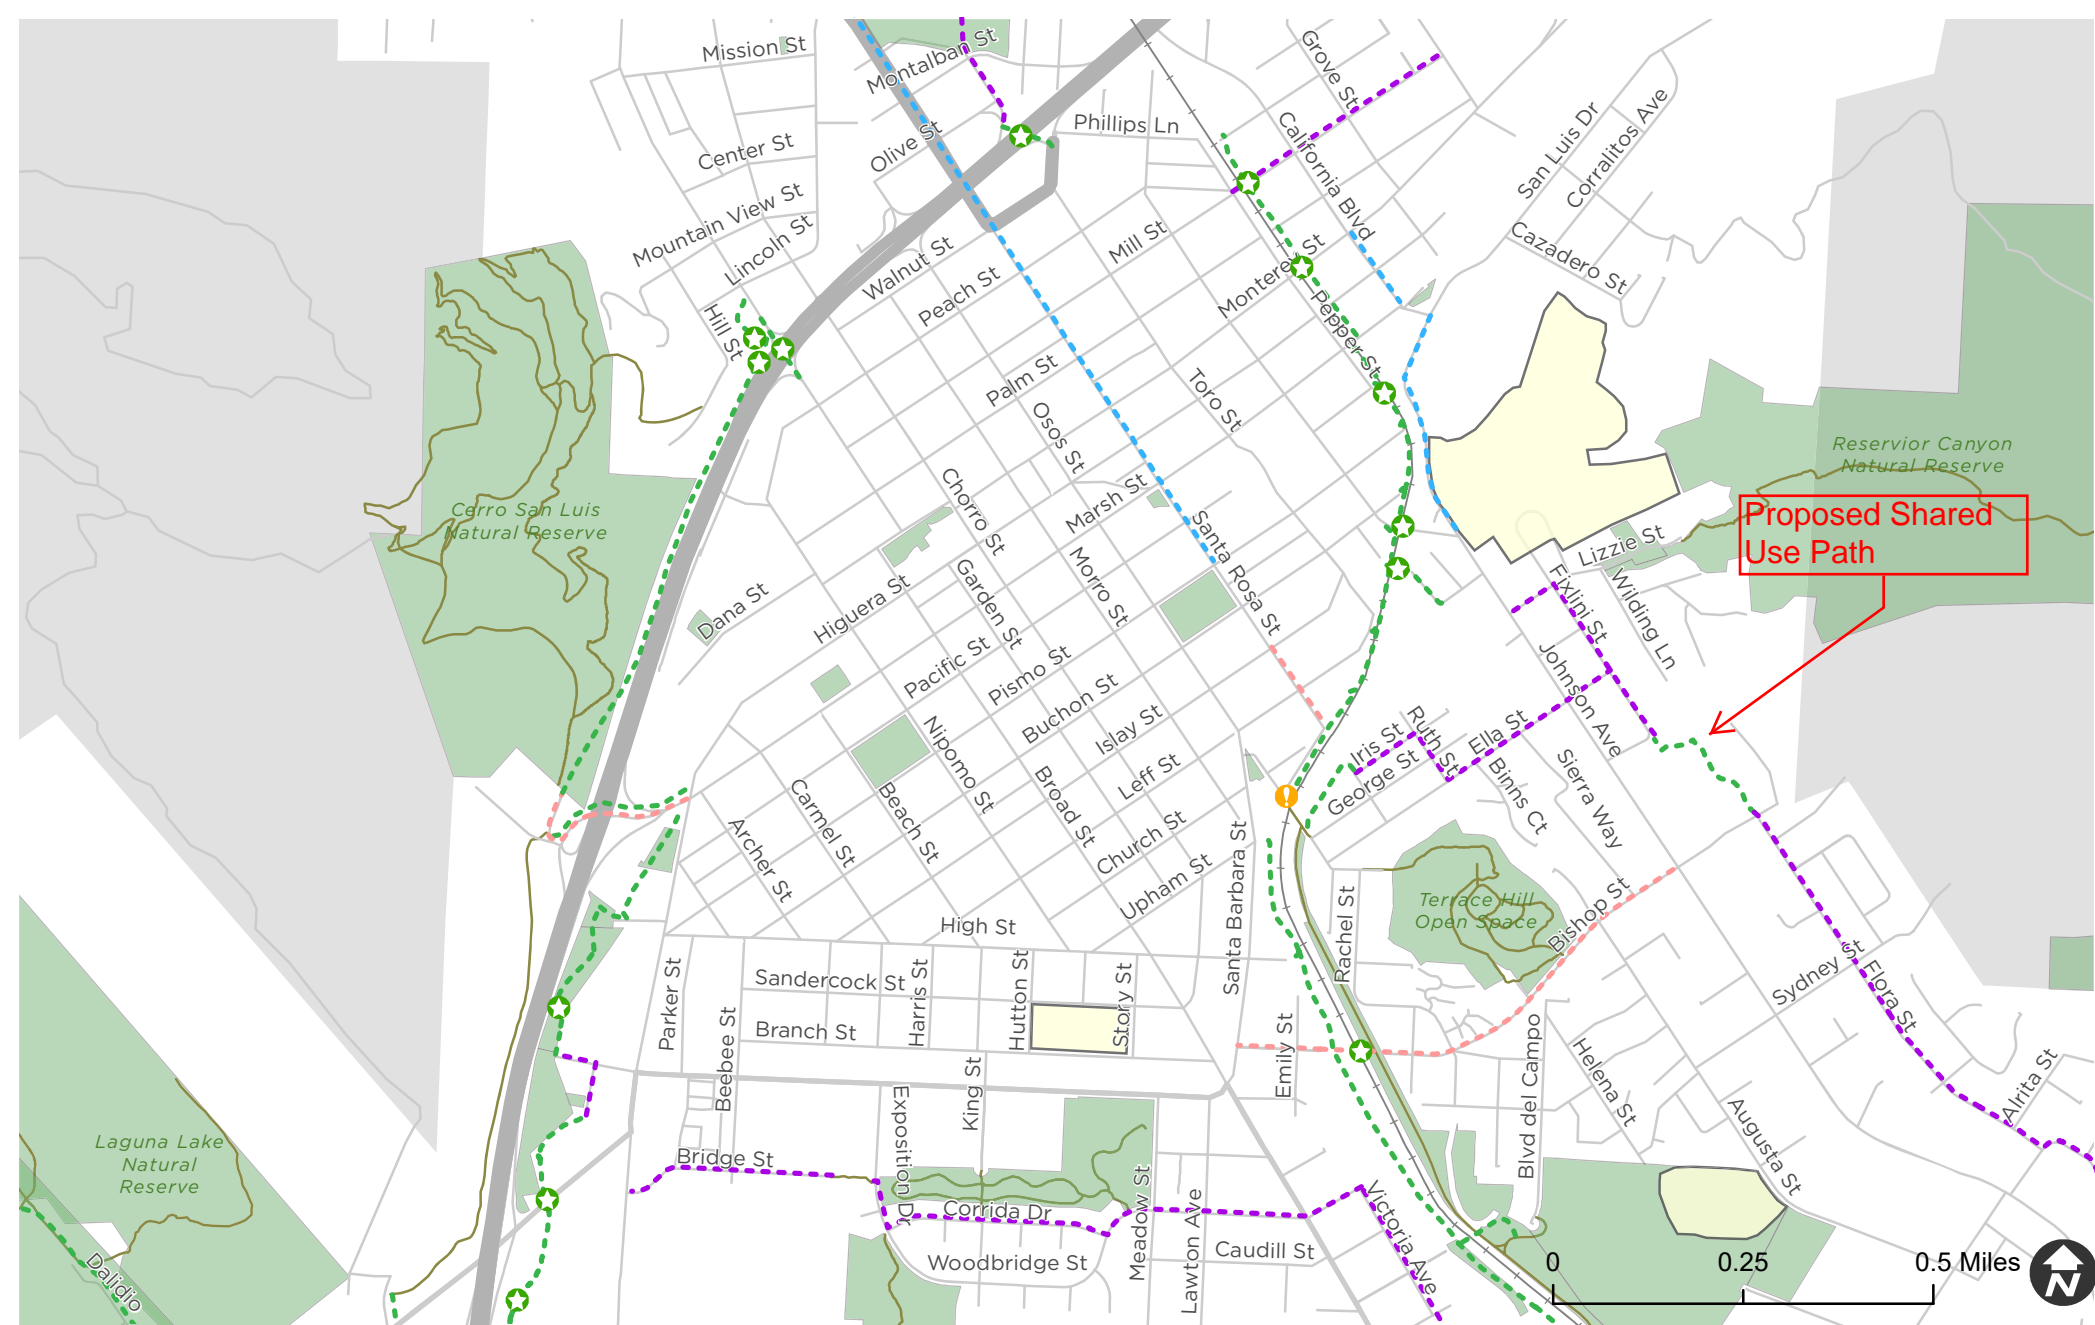 Mission St
Montalban St
Grove St
Phillips Ln
California Blvd
San Luis Dr
Corralitos Ave
Center St
Olive St
Mountain View St
Lincoln St
Walnut St
Peach St
Mill St
Monterey St
Cazadero St
Hill St
Pepper St
Palm St
Osos St
Toro St
Reservior Canyon
Natural Reserve
Chorro St
Marsh St
Cerro San Luis
Natural Reserve
Santa Rosa St
Proposed Shared
Use Path
Lizzie St
Dana St
Higuera St
Garden St
Morro St
Fixlini St
Wilding Ln
Pacific St
Pismo St
Buchon St
Johnson Ave
Islay St
Nipomo St
Iris St
Ruth St
Ella St
George St
Binns Ct
Sierra Way
Leff St
Broad St
Carmel St
Beach St
Archer St
Church St
Upham St
Santa Barbara St
Rachel St
Terrace Hill
Open Space
Bishop St
High St
Sydney St
Flora St
Parker St
Sandercock St
Harris St
Hutton St
Story St
Branch St
Beebee St
Emily St
Blvd del Campo
Helena St
King St
Exposition Dr
Alrita St
Augusta St
Laguna Lake
Natural
Reserve
Bridge St
Corrida Dr
Meadow St
Lawton Ave
Victoria Ave
Woodbridge St
Caudill St
Dalidio
0
0.25
0.5 Miles
N